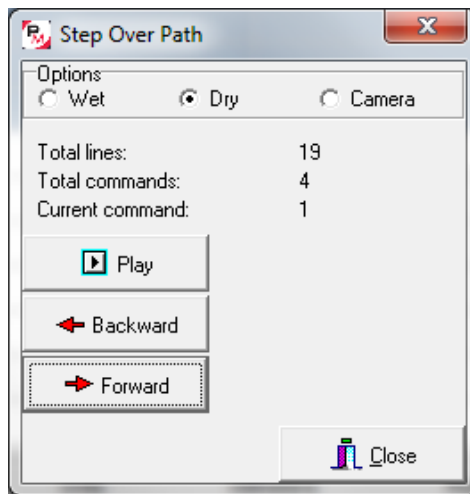 Step Over Path
Options
Wet Dry Camera
Total lines: 19
Total commands: 4
Current command: 1
Play
Backward
Forward
Close